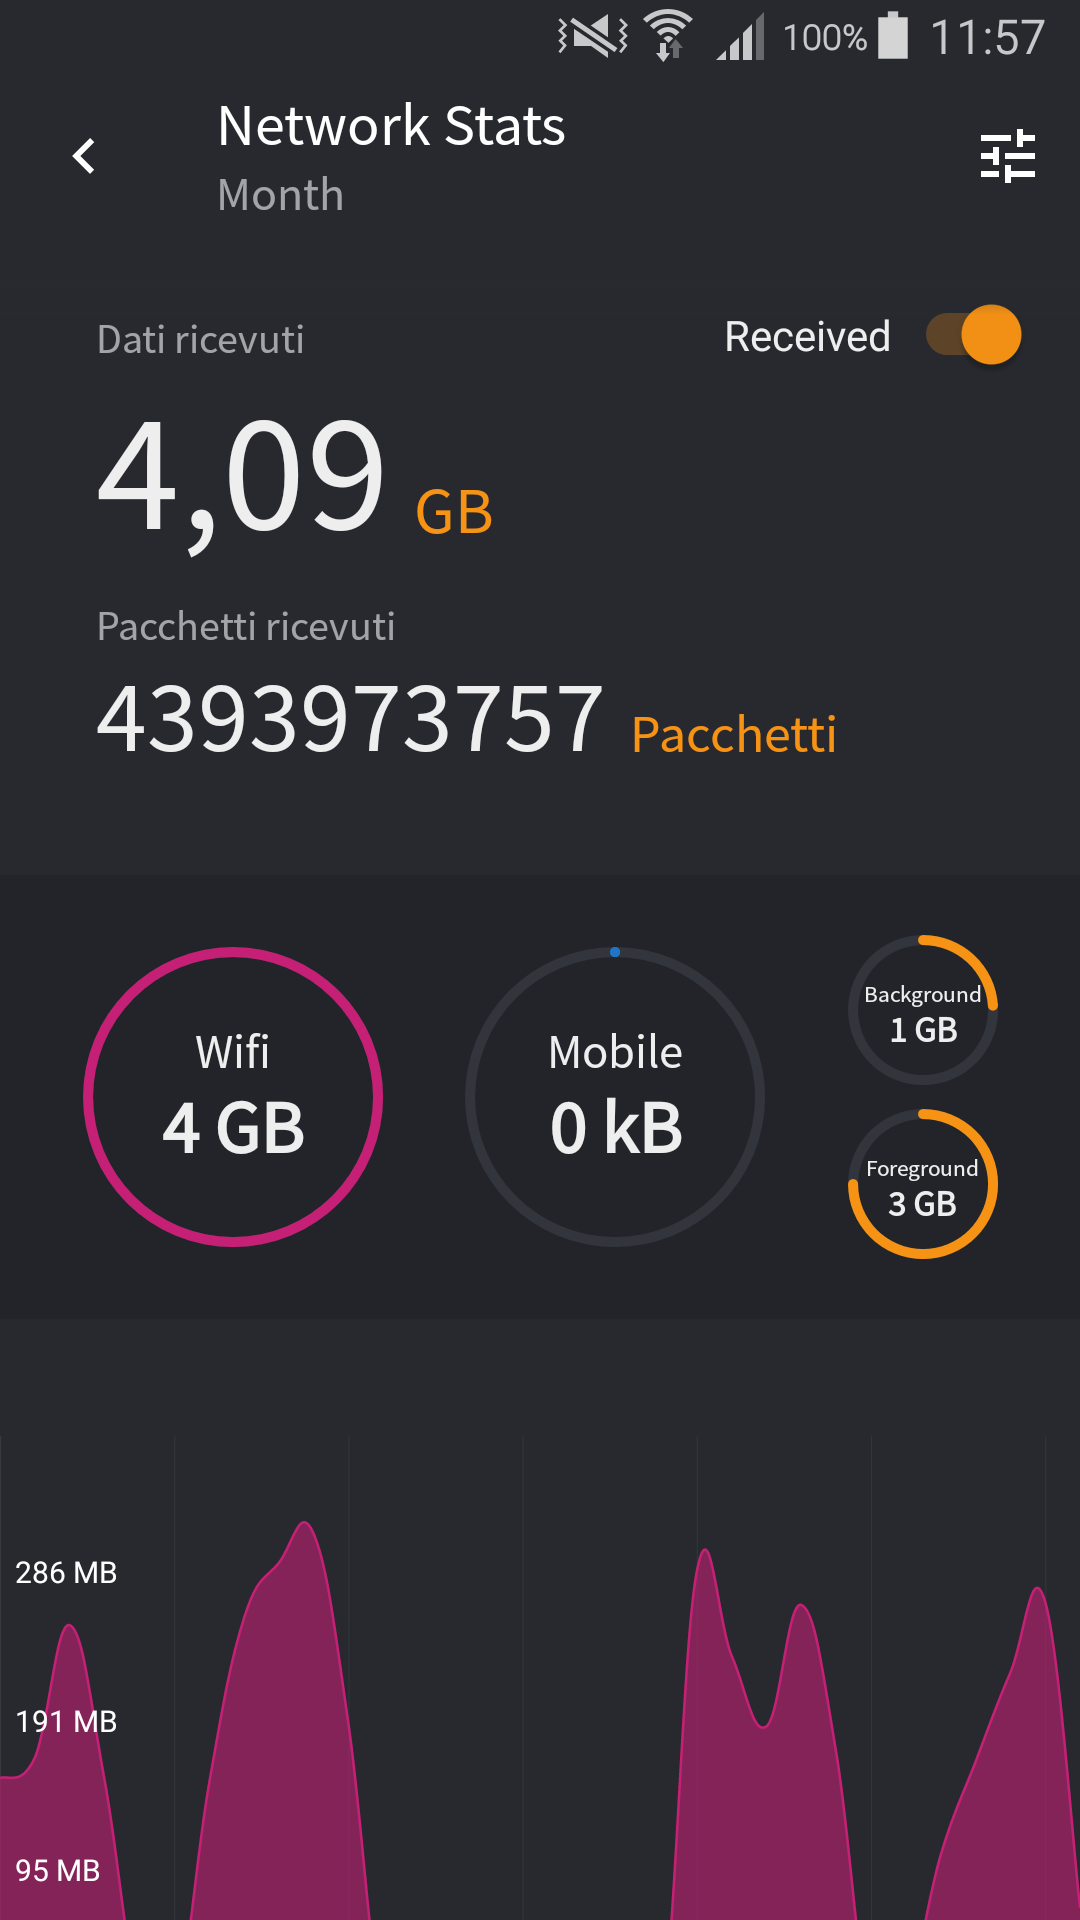 100% 11:57
Network Stats
Month
Dati ricevuti
Received
4,09 GB
Pacchetti ricevuti
4393973757 Pacchetti
Wifi
4 GB
Mobile
0 kB
Background
1 GB
Foreground
3 GB
286 MB
191 MB
95 MB